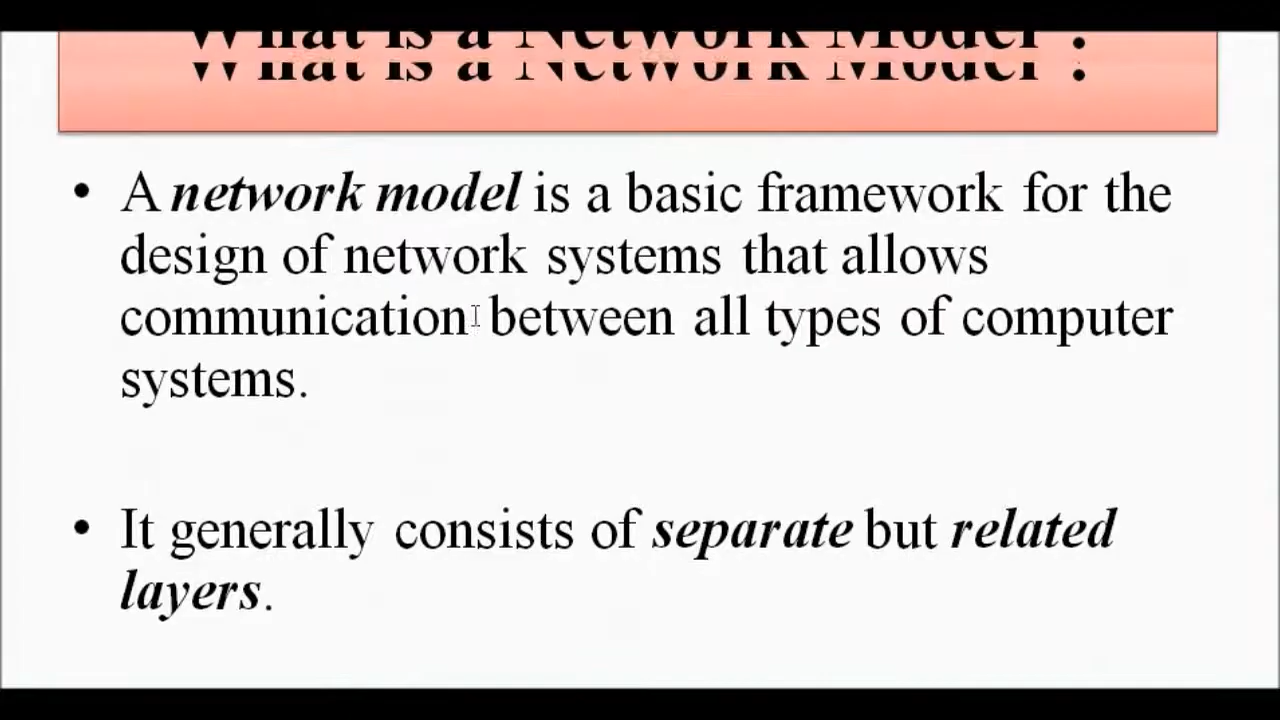 What is a Network Model ?
• A network model is a basic framework for the
design of network systems that allows
communication between all types of computer
systems.
• It generally consists of separate but related
layers.